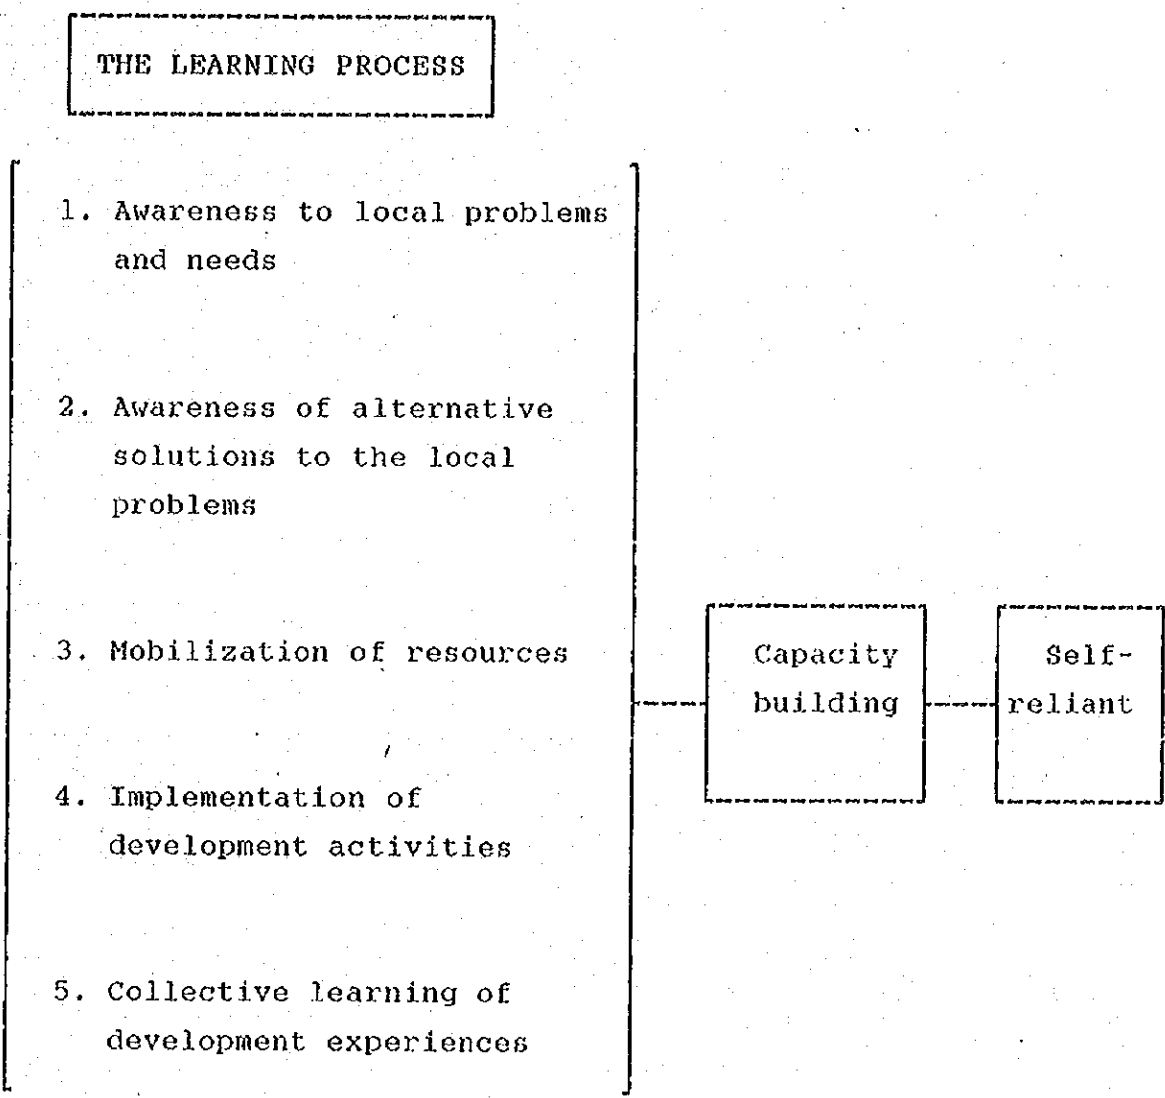 THE LEARNING PROCESS
1. Awareness to local problems
and needs
2. Awareness of alternative
solutions to the local
problems
3. Mobilization of resources
4. Implementation of
development activities
5. Collective learning of
development experiences
Capacity
building
Self-
reliant